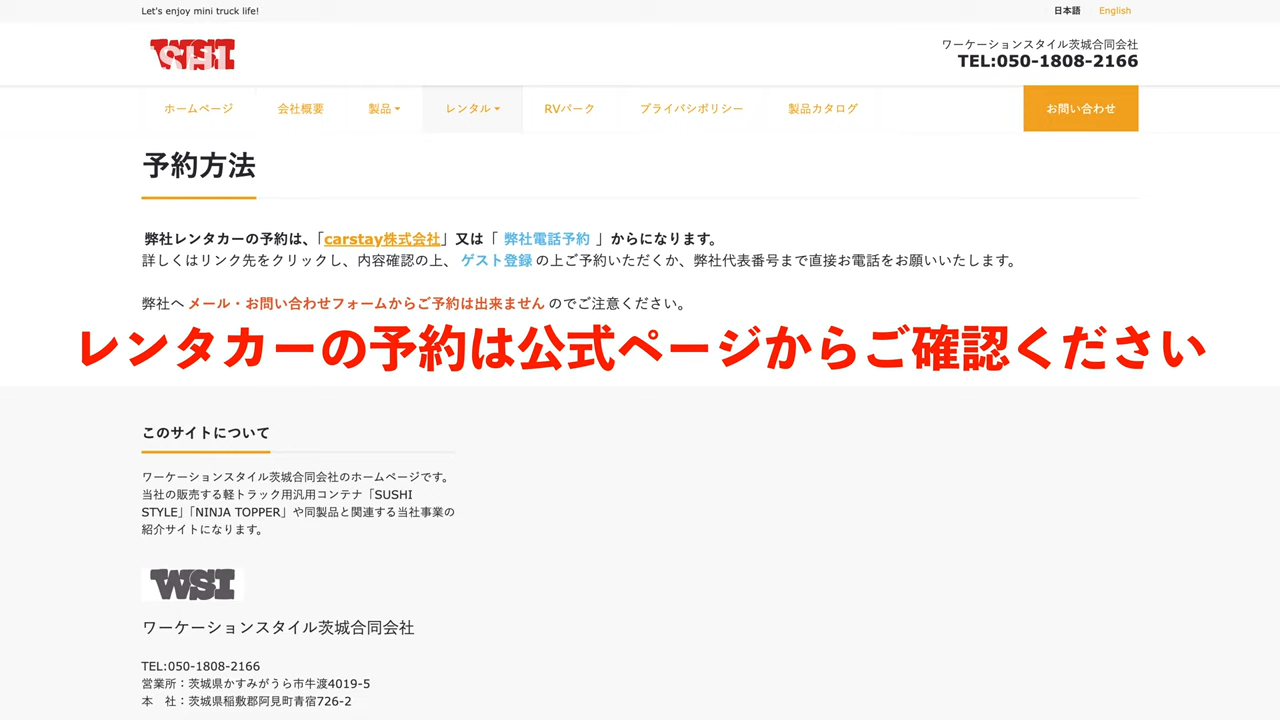 Let's enjoy mini truck life!
日本語 English
WSI
ワーケーションスタイル茨城合同会社
TEL:050-1808-2166
ホームページ 会社概要 製品 レンタル RVパーク プライバシポリシー 製品カタログ お問い合わせ
予約方法
弊社レンタカーの予約は、「carstay株式会社」又は「 弊社電話予約 」からになります。
詳しくはリンク先をクリックし、内容確認の上、 ゲスト登録 の上ご予約いただくか、弊社代表番号まで直接お電話をお願いいたします。
弊社へ メール・お問い合わせフォームからご予約は出来ません のでご注意ください。
レンタカーの予約は公式ページからご確認ください
このサイトについて
ワーケーションスタイル茨城合同会社のホームページです。
当社の販売する軽トラック用汎用コンテナ「SUSHI
STYLE」「NINJA TOPPER」や同製品と関連する当社事業の
紹介サイトになります。
WSI
ワーケーションスタイル茨城合同会社
TEL:050-1808-2166
営業所：茨城県かすみがうら市牛渡4019-5
本　社：茨城県稲敷郡阿見町青宿726-2